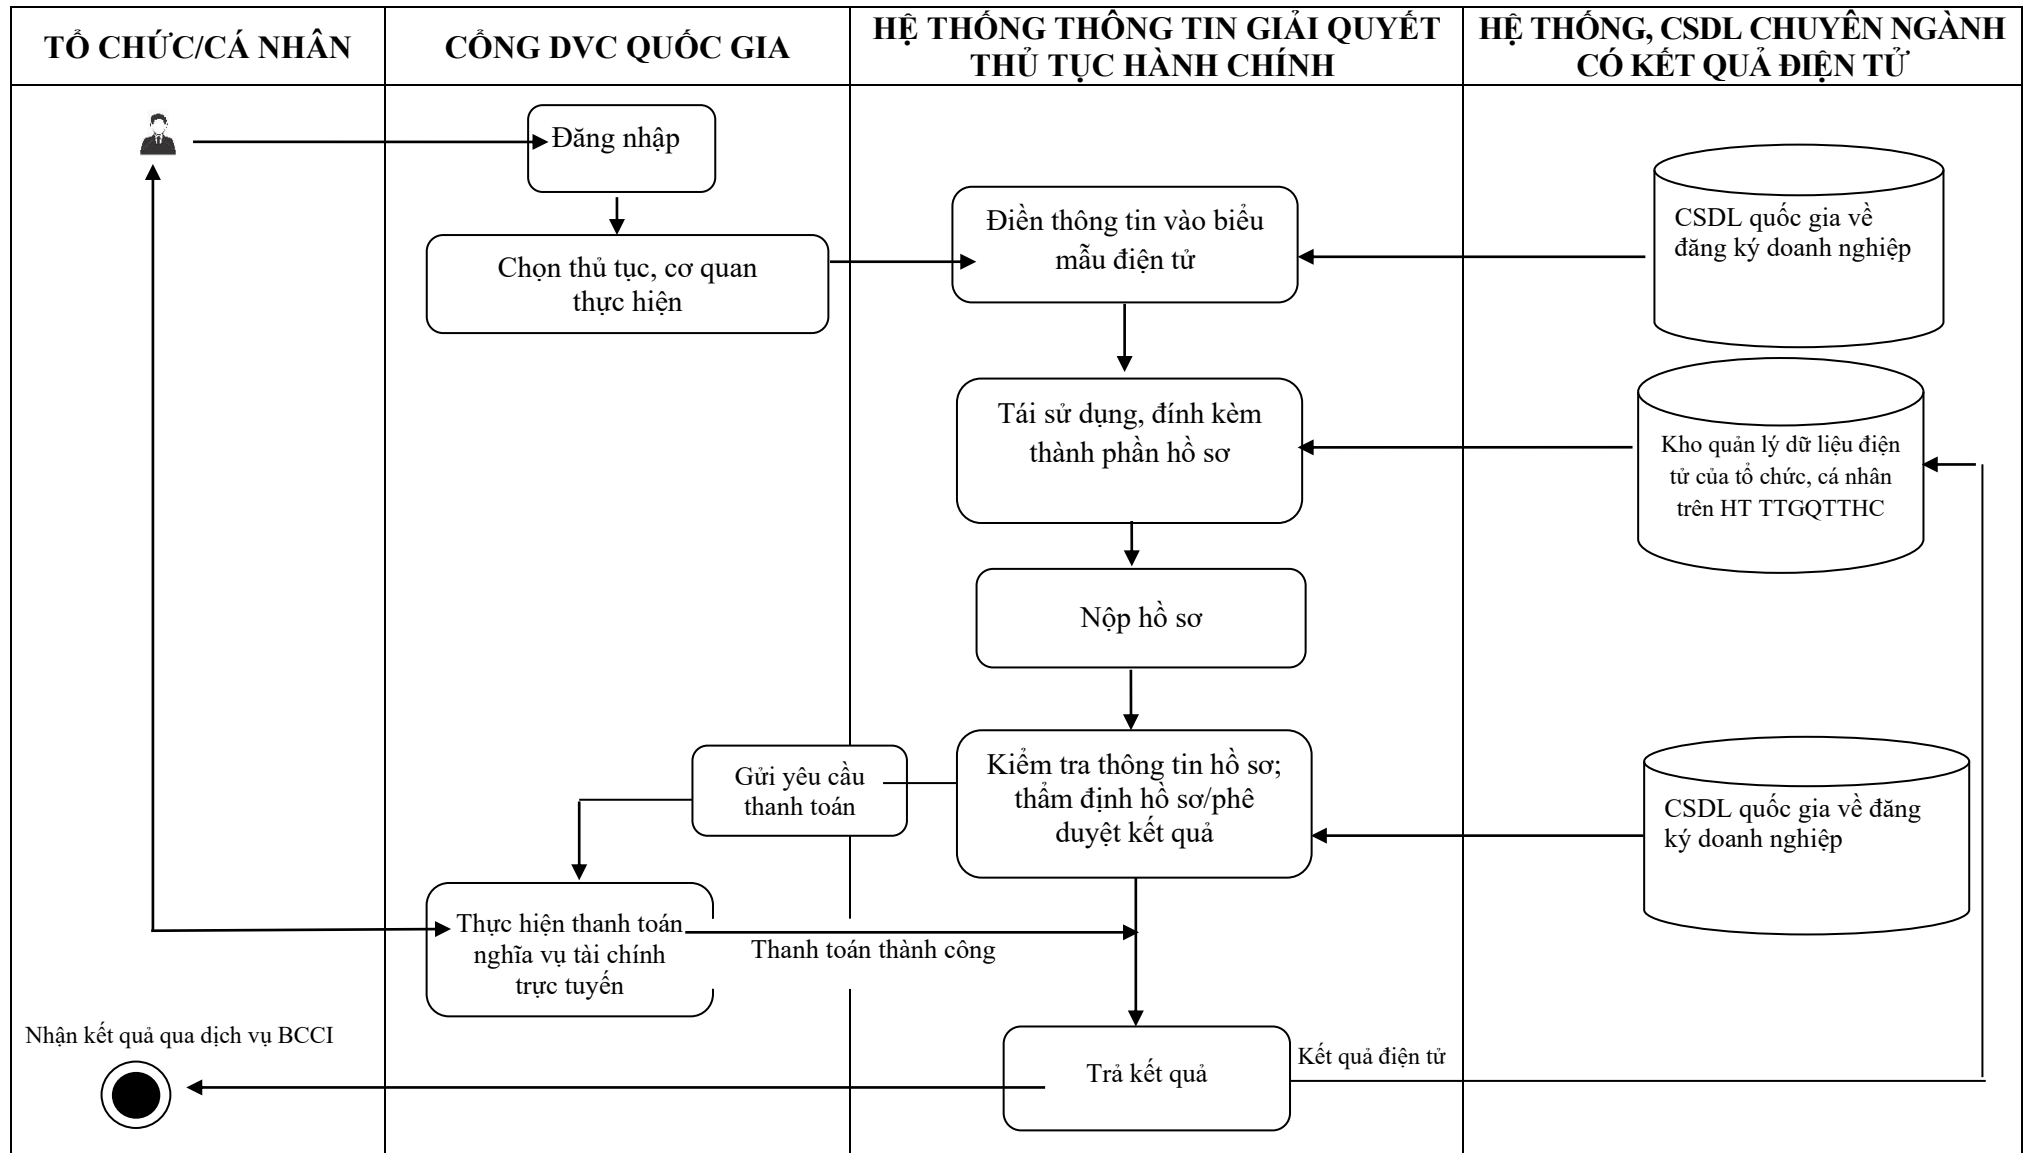 TỔ CHỨC/CÁ NHÂN
CỔNG DVC QUỐC GIA
HỆ THỐNG THÔNG TIN GIẢI QUYẾT
THỦ TỤC HÀNH CHÍNH
HỆ THỐNG, CSDL CHUYÊN NGÀNH
CÓ KẾT QUẢ ĐIỆN TỬ
Đăng nhập
Chọn thủ tục, cơ quan
thực hiện
Điền thông tin vào biểu
mẫu điện tử
CSDL quốc gia về
đăng ký doanh nghiệp
Tái sử dụng, đính kèm
thành phần hồ sơ
Kho quản lý dữ liệu điện
tử của tổ chức, cá nhân
trên HT TTGQTTHC
Nộp hồ sơ
Gửi yêu cầu
thanh toán
Kiểm tra thông tin hồ sơ;
thẩm định hồ sơ/phê
duyệt kết quả
CSDL quốc gia về đăng
ký doanh nghiệp
Thực hiện thanh toán
nghĩa vụ tài chính
trực tuyến
Thanh toán thành công
Nhận kết quả qua dịch vụ BCCI
Trả kết quả
Kết quả điện tử